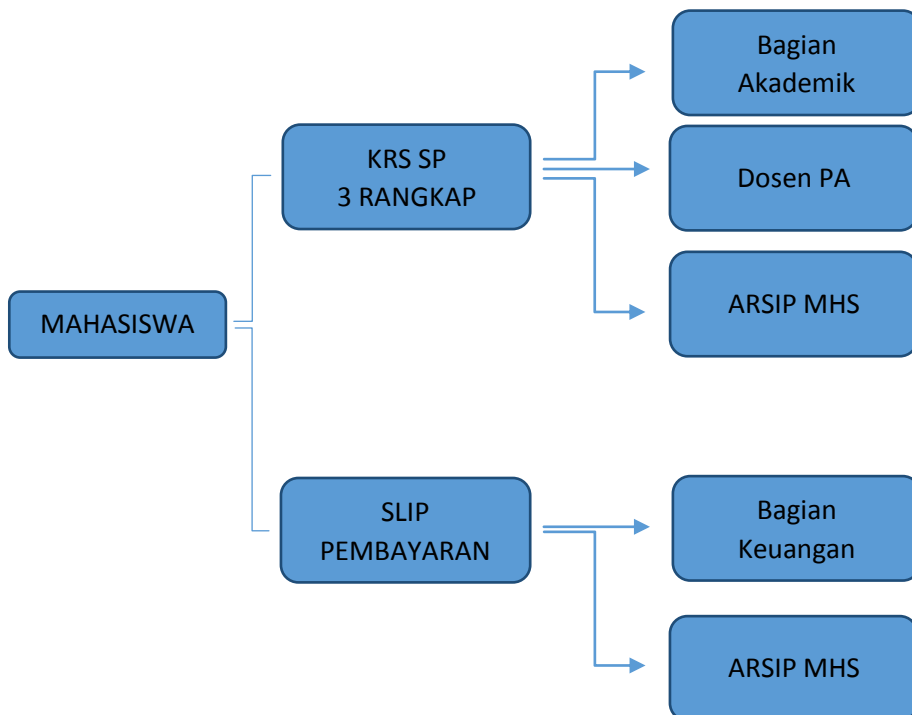 MAHASISWA
KRS SP
3 RANGKAP
Bagian
Akademik
Dosen PA
ARSIP MHS
SLIP
PEMBAYARAN
Bagian
Keuangan
ARSIP MHS